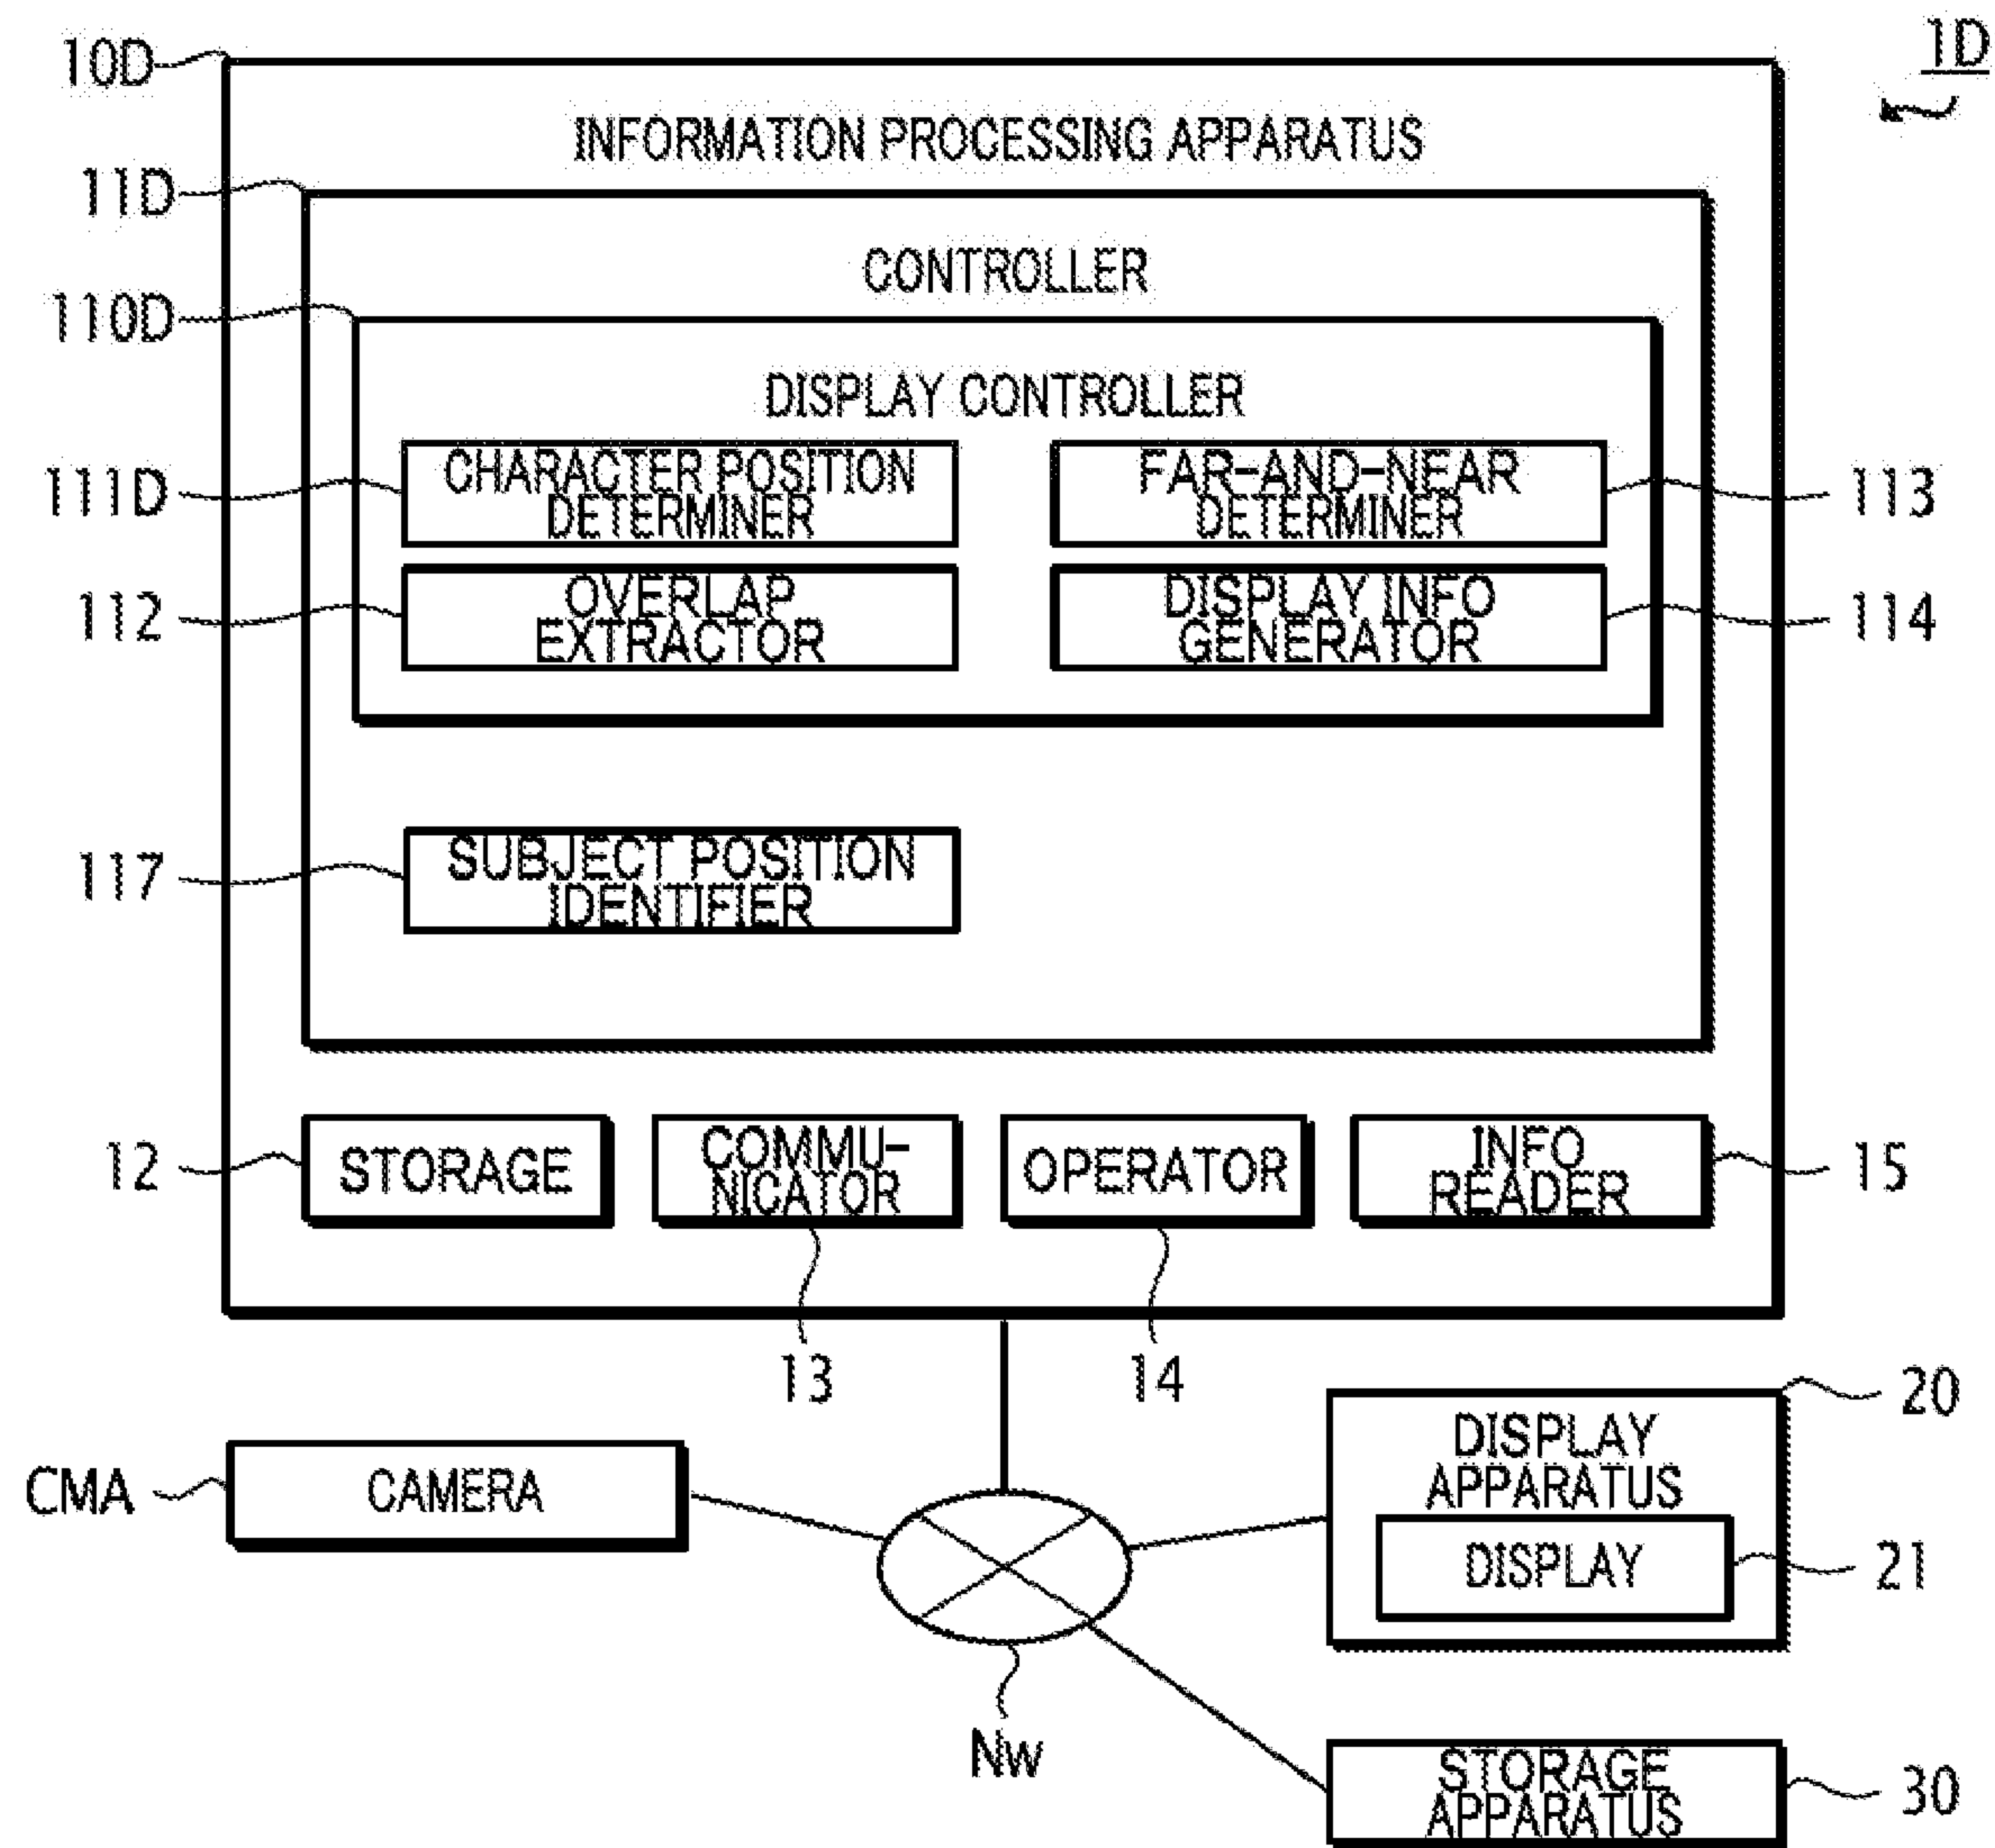 10D
1D
INFORMATION PROCESSING APPARATUS
11D
CONTROLLER
110D
DISPLAY CONTROLLER
111D
CHARACTER POSITION
DETERMINER
FAR-AND-NEAR
DETERMINER
113
112
OVERLAP
EXTRACTOR
DISPLAY INFO
GENERATOR
114
117
SUBJECT POSITION
IDENTIFIER
12
STORAGE
COMMU-
NICATOR
OPERATOR
INFO
READER
15
13
14
20
DISPLAY
APPARATUS
CMA
CAMERA
DISPLAY
21
Nw
STORAGE
APPARATUS
30